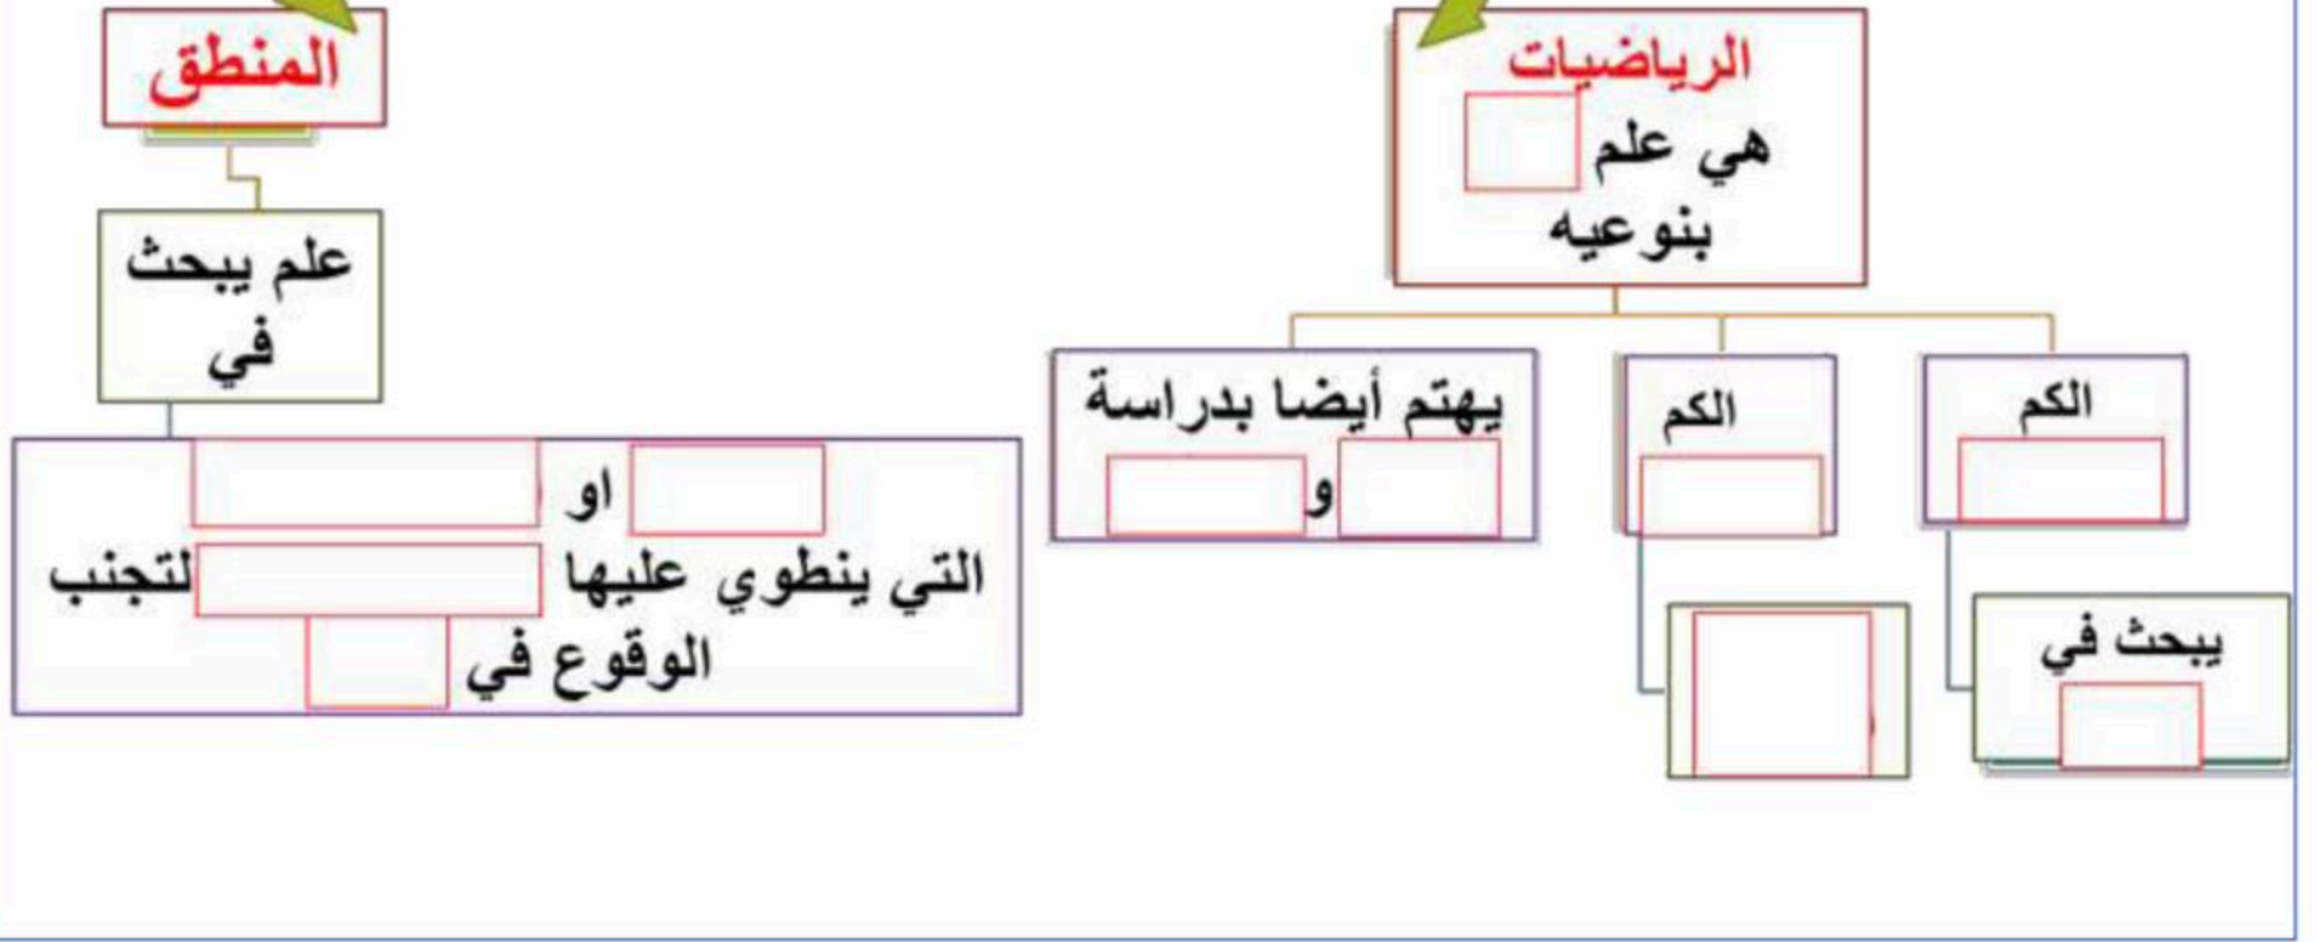 الرياضيات
هي علم
بنوعيه
الكم
يبحث في
الكم
يهتم أيضا بدراسة
و
المنطق
علم يبحث
في
او
التي ينطوي عليها لتجنب
الوقوع في